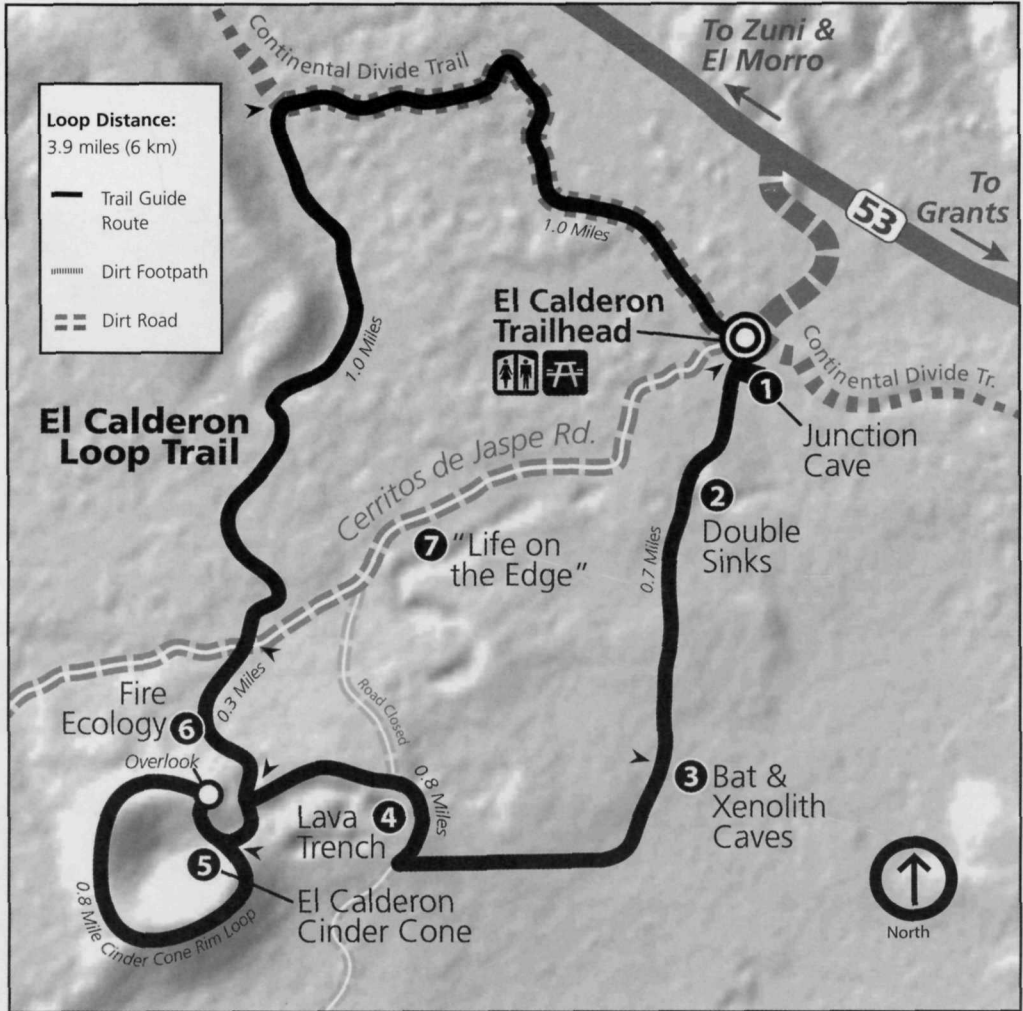 To Zuni &
El Morro
Continental Divide Trail
Loop Distance:
3.9 miles (6 km)
Trail Guide
Route
Dirt Footpath
Dirt Road
To
Grants
53
1.0 Miles
El Calderon
Trailhead
Continental Divide Tr.
1
Junction
Cave
1.0 Miles
El Calderon
Loop Trail
Cerritos de Jaspe Rd.
2
Double
Sinks
7 "Life on
the Edge"
0.7 Miles
Fire
Ecology 6
0.3 Miles
Road Closed
Overlook
3 Bat &
Xenolith
Caves
0.8 Miles
Lava 4
Trench
5
El Calderon
Cinder Cone
0.8 Mile Cinder Cone Rim Loop
North